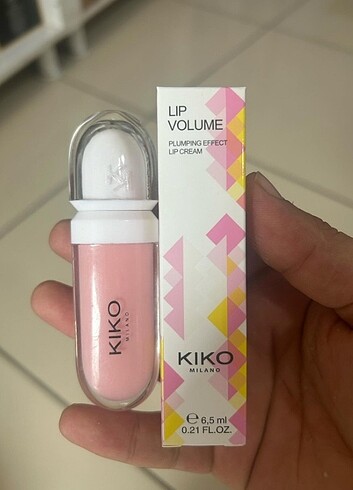 LIP
VOLUME
PLUMPING EFFECT
LIP CREAM
KIKO
MILANO
KIKO
MILANO
℮ 6,5 ml
0.21 FL.OZ.